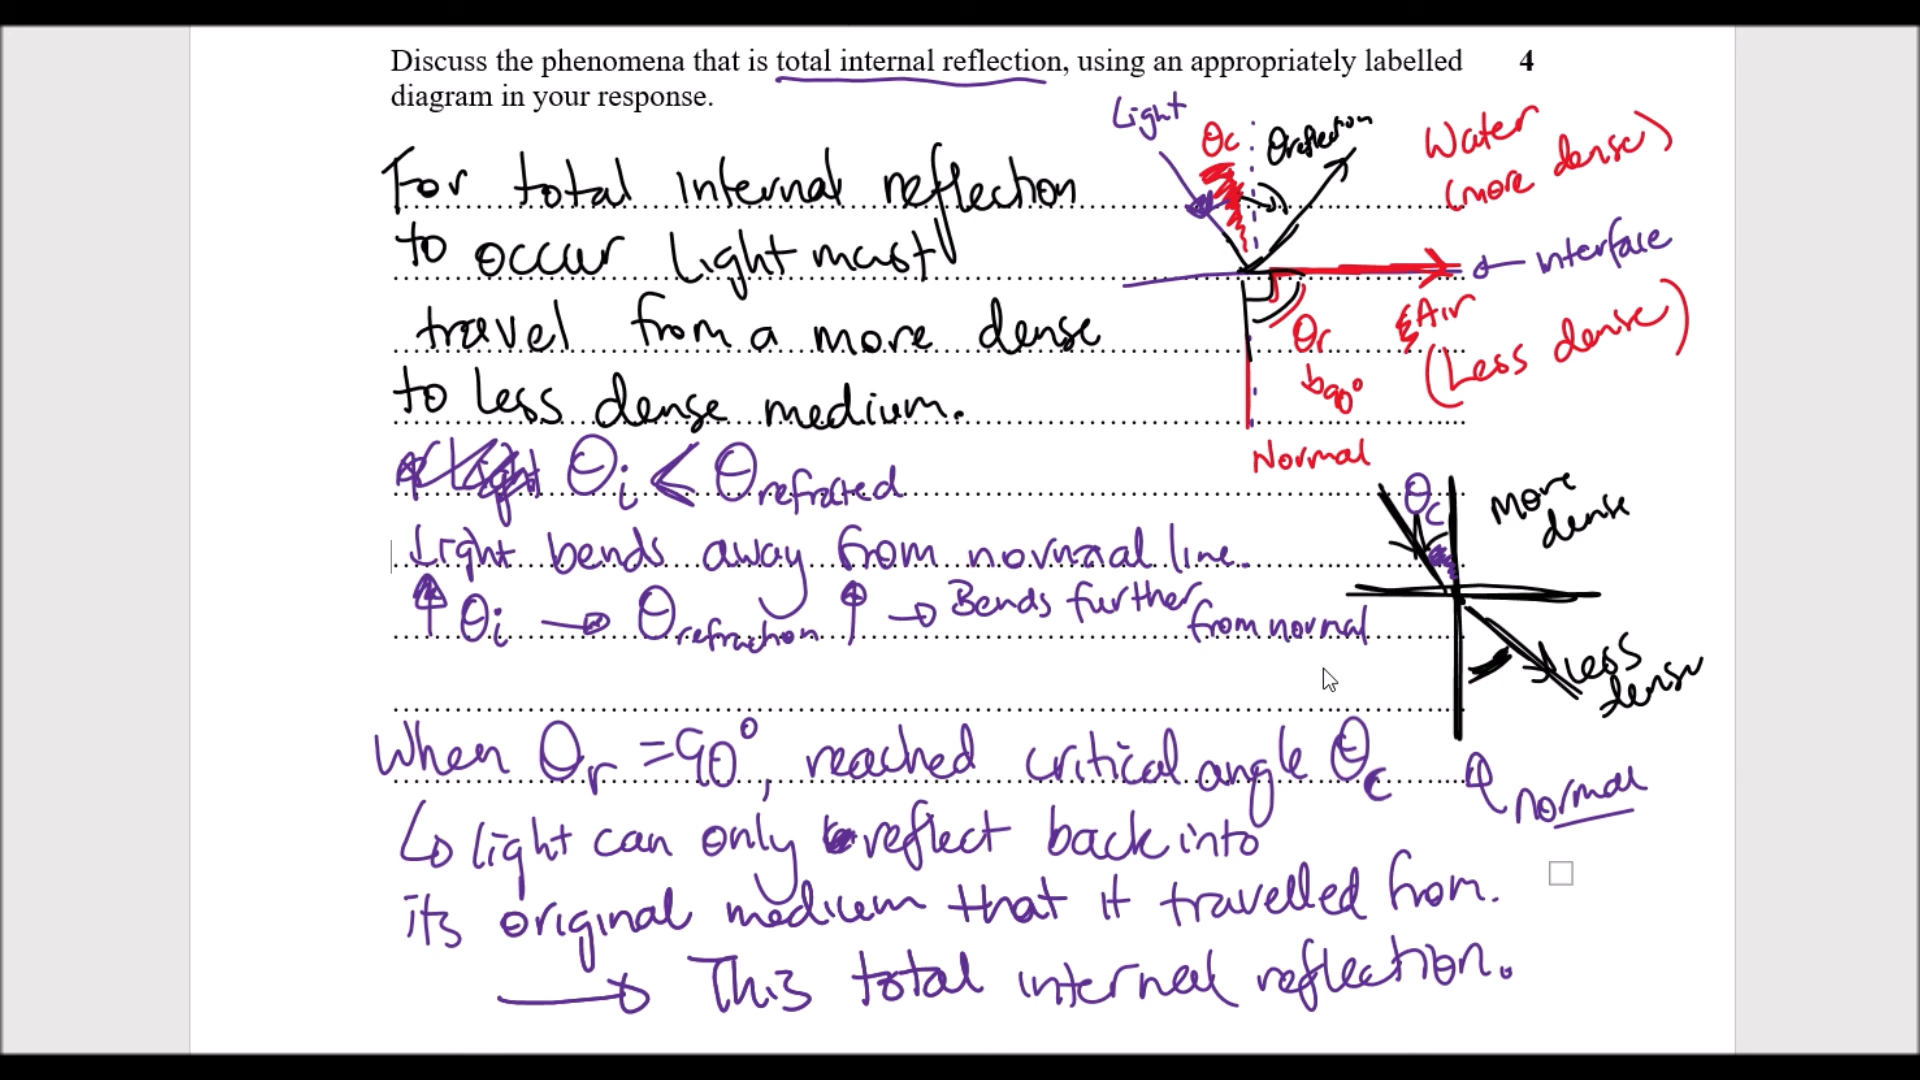 Discuss the phenomena that is total internal reflection, using an appropriately labelled 4
diagram in your response.
Light
θc
θreflection
Water
(more dense)
For total internal reflection
to occur light must
travel from a more dense
to less dense medium.
← interface
Air
(Less dense)
θr
90°
Normal
Light θi < θrefracted
Light bends away from normal line.
↑ θi → θrefraction ↑ → Bends further
from normal
θc
more
dense
Less
dense
When θr = 90°, reached critical angle θc
normal
↳ light can only reflect back into
its original medium that it travelled from.
→ This total internal reflection.